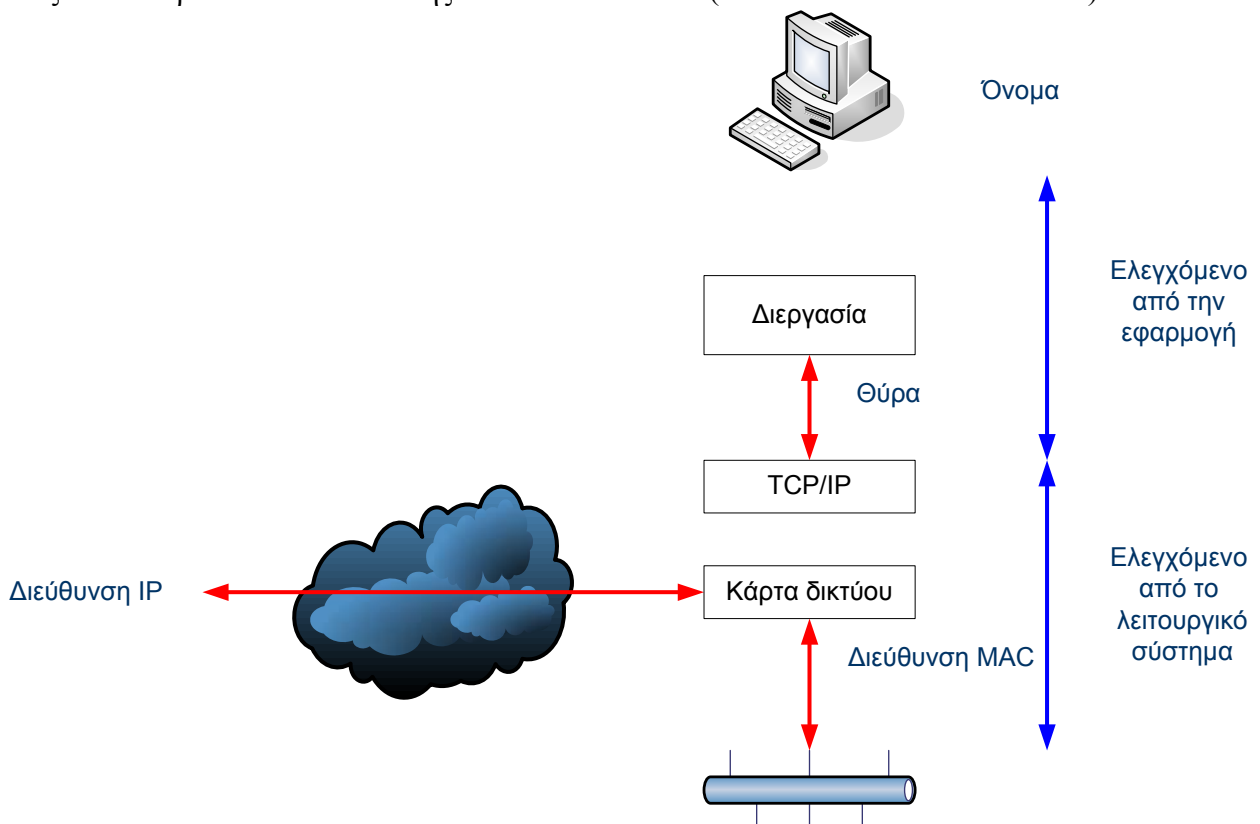 Όνομα
Ελεγχόμενο
από την
εφαρμογή
Διεργασία
Θύρα
TCP/IP
Διεύθυνση IP
Κάρτα δικτύου
Ελεγχόμενο
από το
λειτουργικό
σύστημα
Διεύθυνση MAC